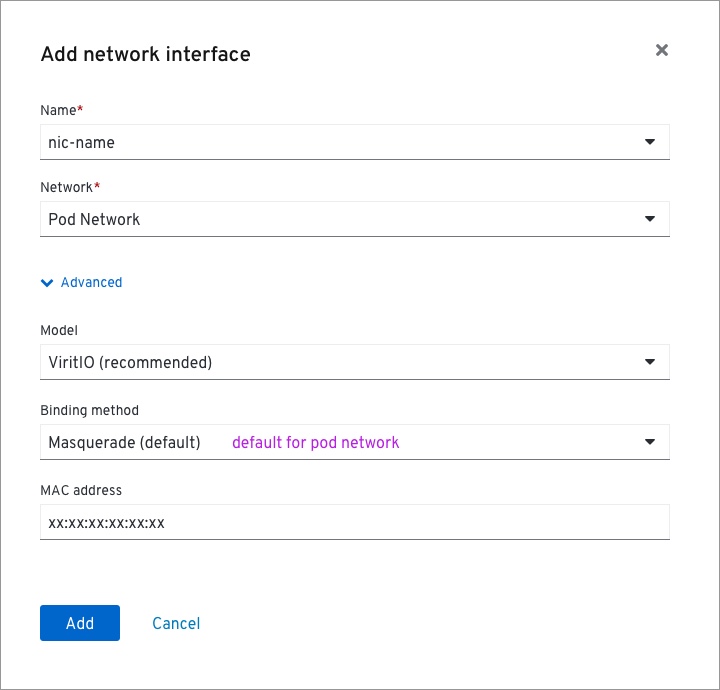 Add network interface
Name*
nic-name
Network*
Pod Network
Advanced
Model
ViritIO (recommended)
Binding method
Masquerade (default) default for pod network
MAC address
xx:xx:xx:xx:xx:xx
Add Cancel